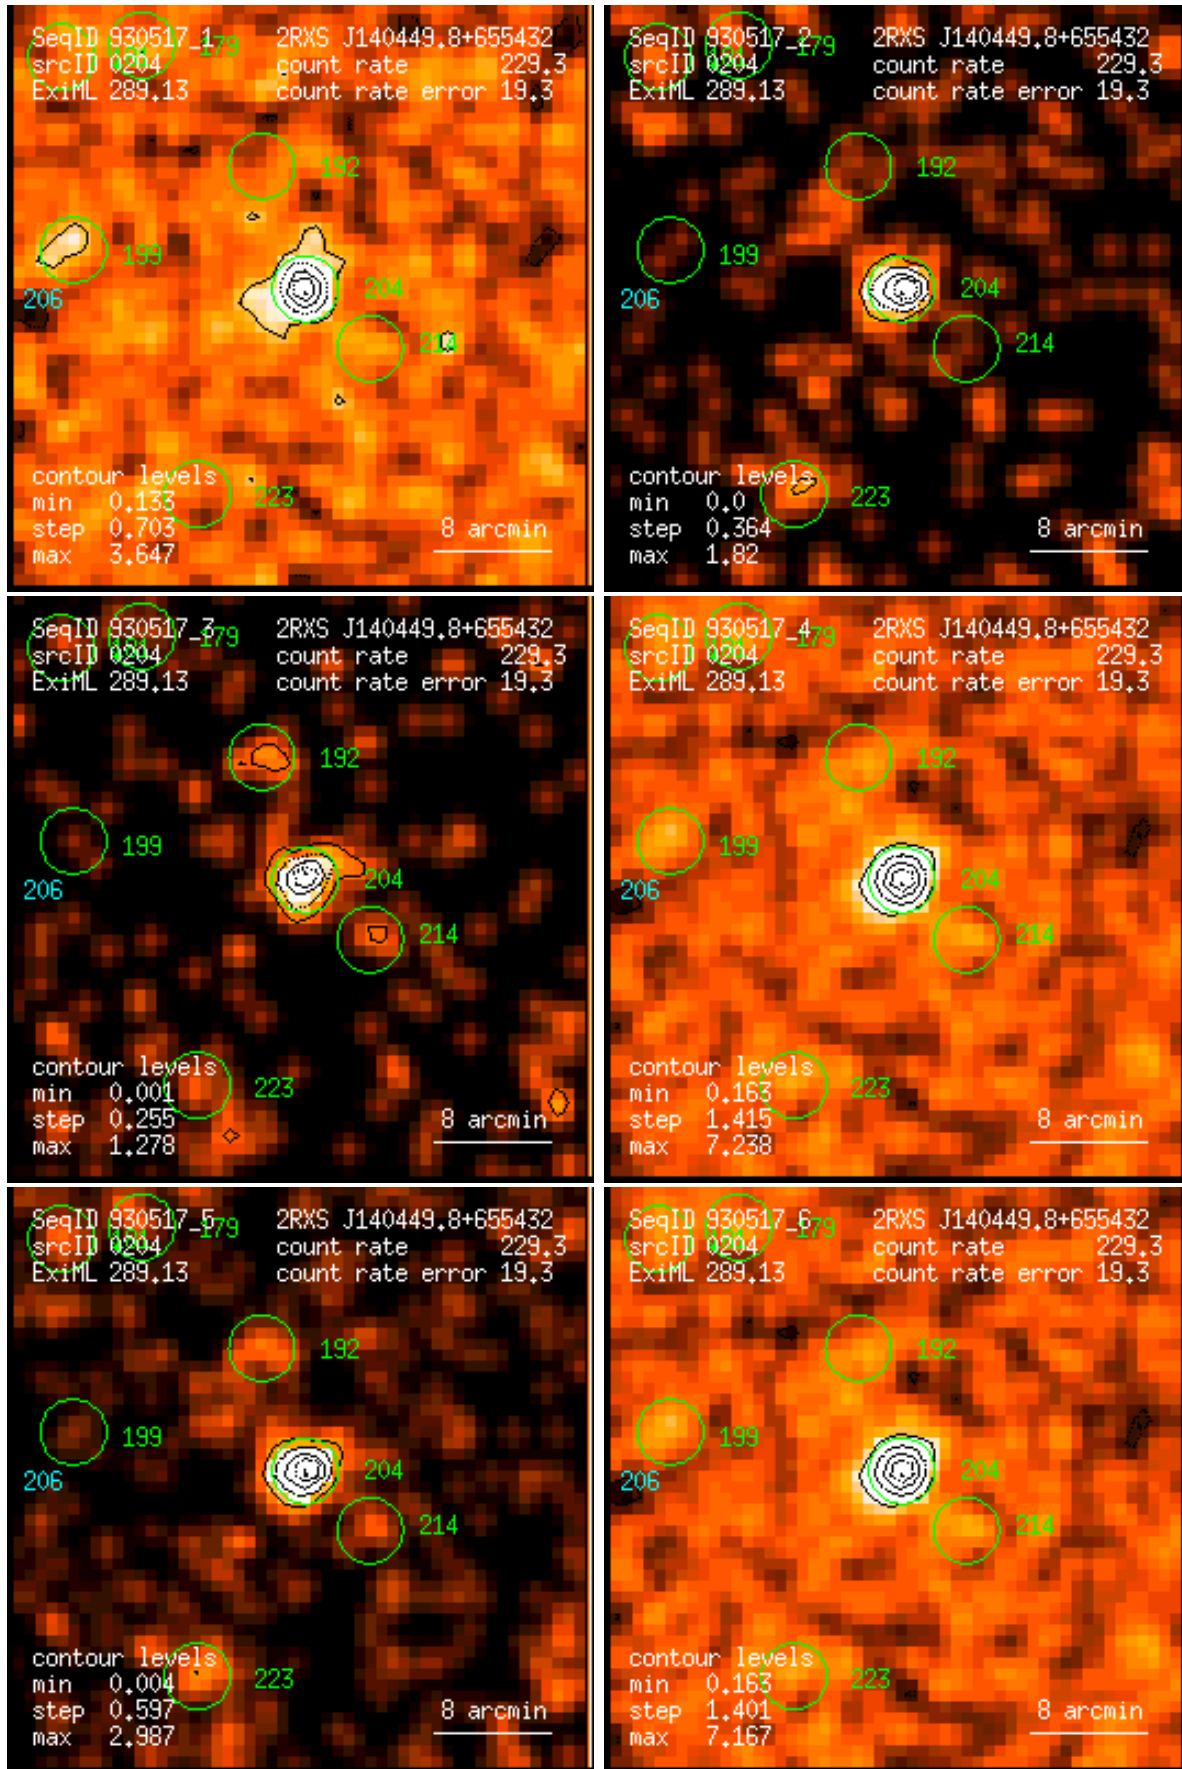 SeqID 930517_1 179 2RXS J140449.8+655432
srcID 0204 count rate 229.3
ExiML 289.13 count rate error 19.3
192
199
206
204
214
contour levels
min 0.133 223
step 0.703 8 arcmin
max 3.647
SeqID 930517_2 179 2RXS J140449.8+655432
srcID 0204 count rate 229.3
ExiML 289.13 count rate error 19.3
192
199
206
204
214
contour levels
min 0.0 223
step 0.364 8 arcmin
max 1.82
SeqID 930517_3 179 2RXS J140449.8+655432
srcID 0204 count rate 229.3
ExiML 289.13 count rate error 19.3
192
199
206
204
214
contour levels
min 0.001 223
step 0.255 8 arcmin
max 1.278
SeqID 930517_4 179 2RXS J140449.8+655432
srcID 0204 count rate 229.3
ExiML 289.13 count rate error 19.3
192
199
206
204
214
contour levels
min 0.163 223
step 1.415 8 arcmin
max 7.238
SeqID 930517_5 179 2RXS J140449.8+655432
srcID 0204 count rate 229.3
ExiML 289.13 count rate error 19.3
192
199
206
204
214
contour levels
min 0.004 223
step 0.597 8 arcmin
max 2.987
SeqID 930517_6 179 2RXS J140449.8+655432
srcID 0204 count rate 229.3
ExiML 289.13 count rate error 19.3
192
199
206
204
214
contour levels
min 0.163 223
step 1.401 8 arcmin
max 7.167